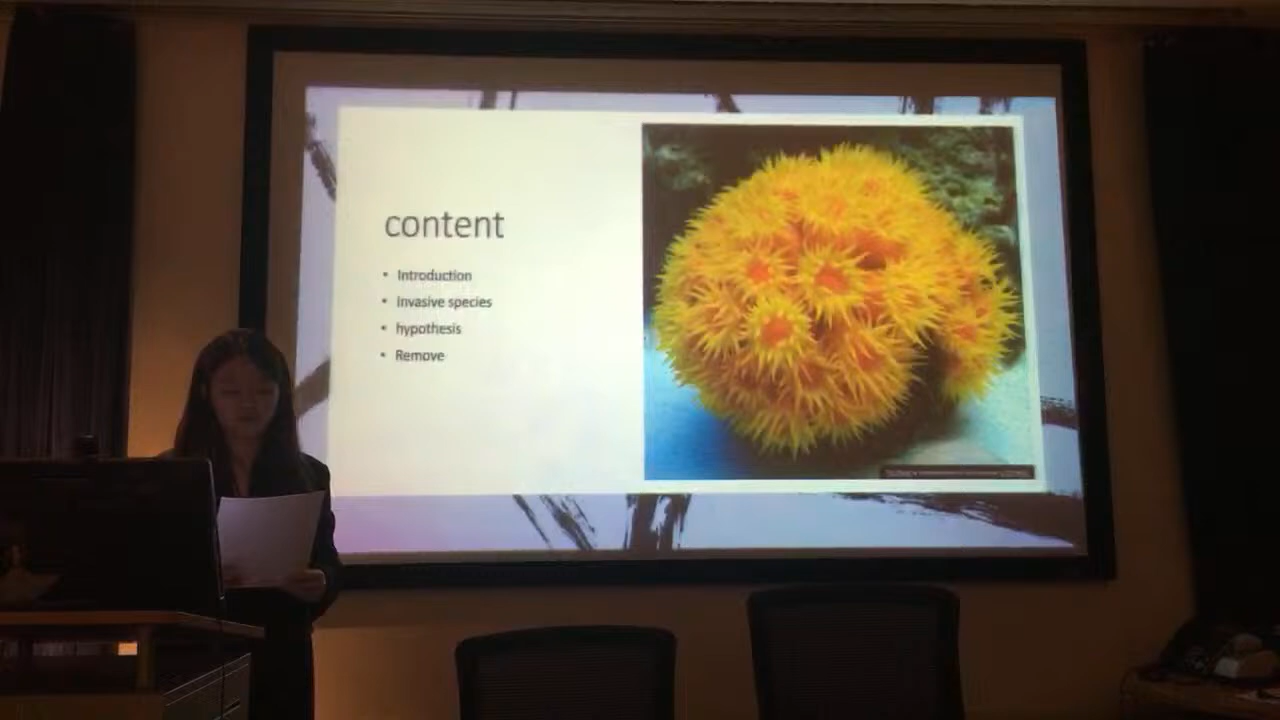 content
• Introduction
• Invasive species
• hypothesis
• Remove